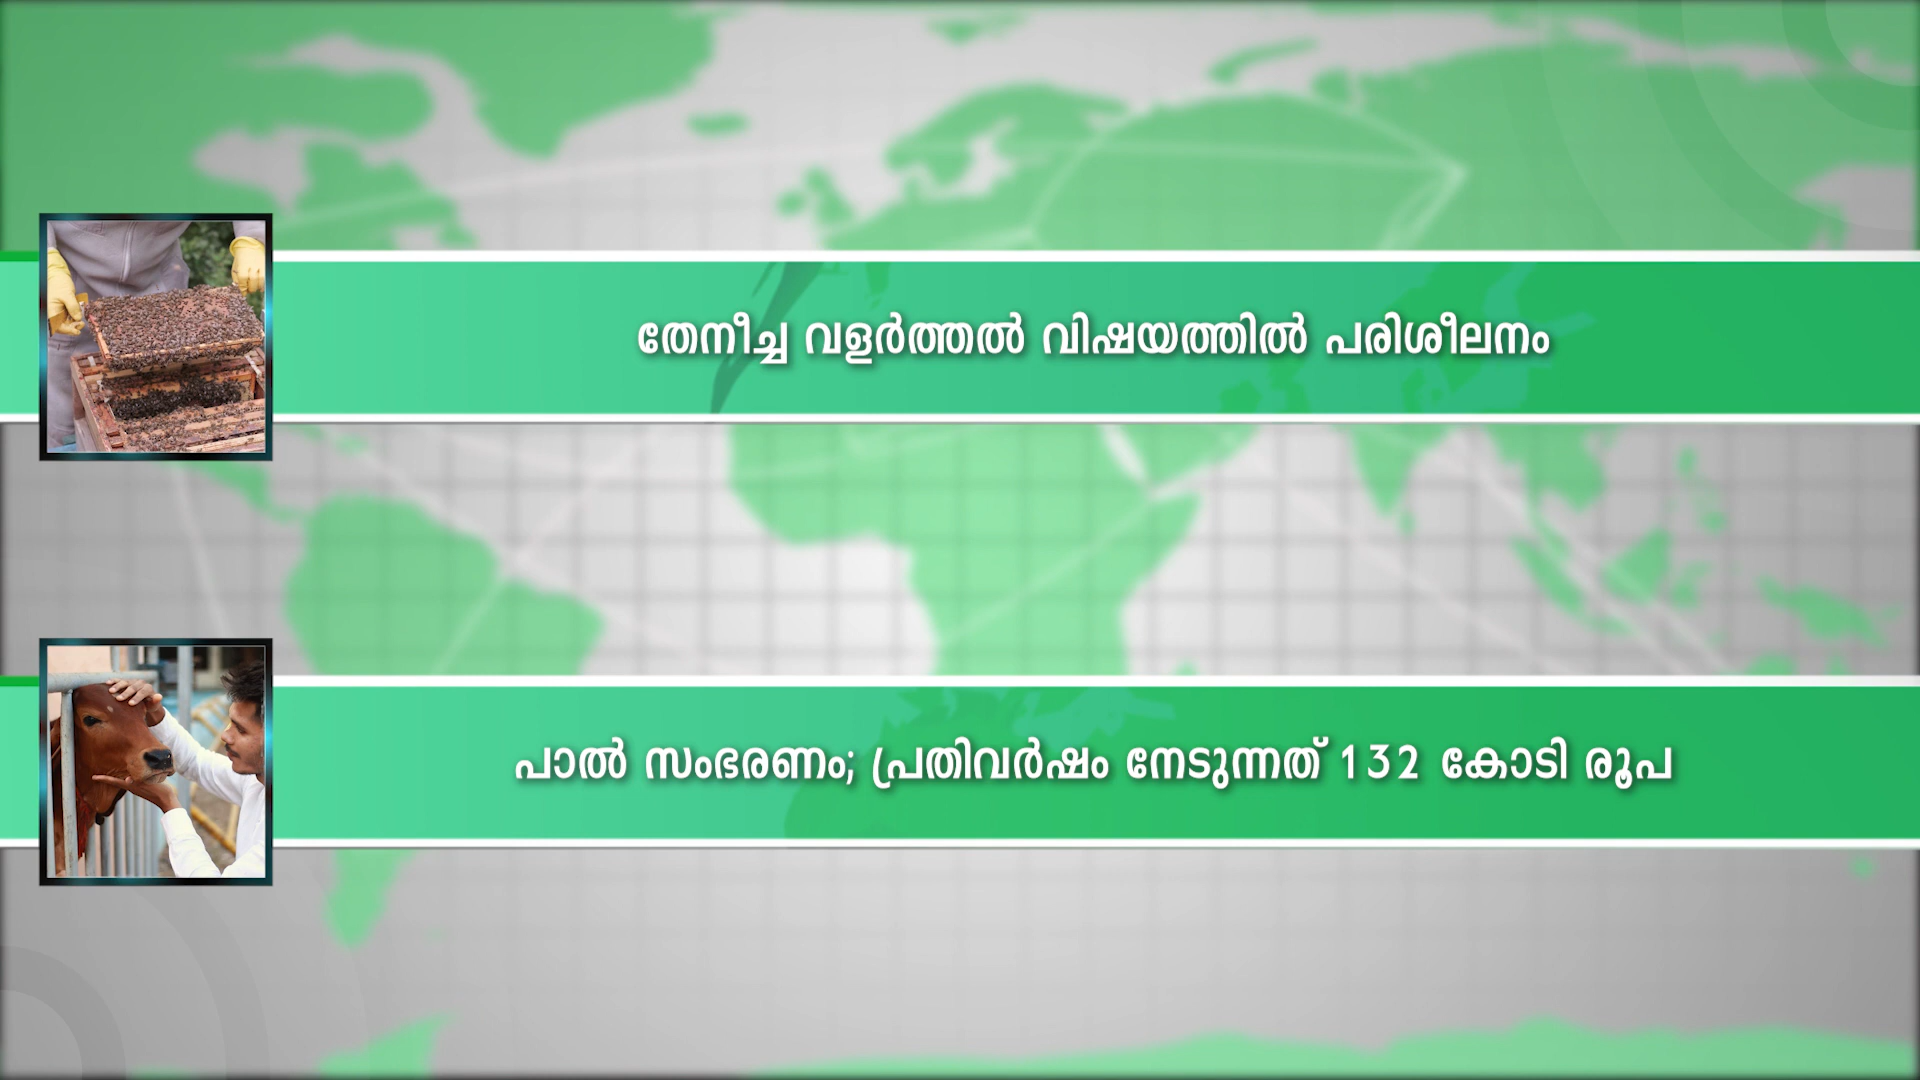 തേനീച്ച വളർത്തൽ വിഷയത്തിൽ പരിശീലനം
പാൽ സംഭരണം; പ്രതിവർഷം നേടുന്നത് 132 കോടി രൂപ